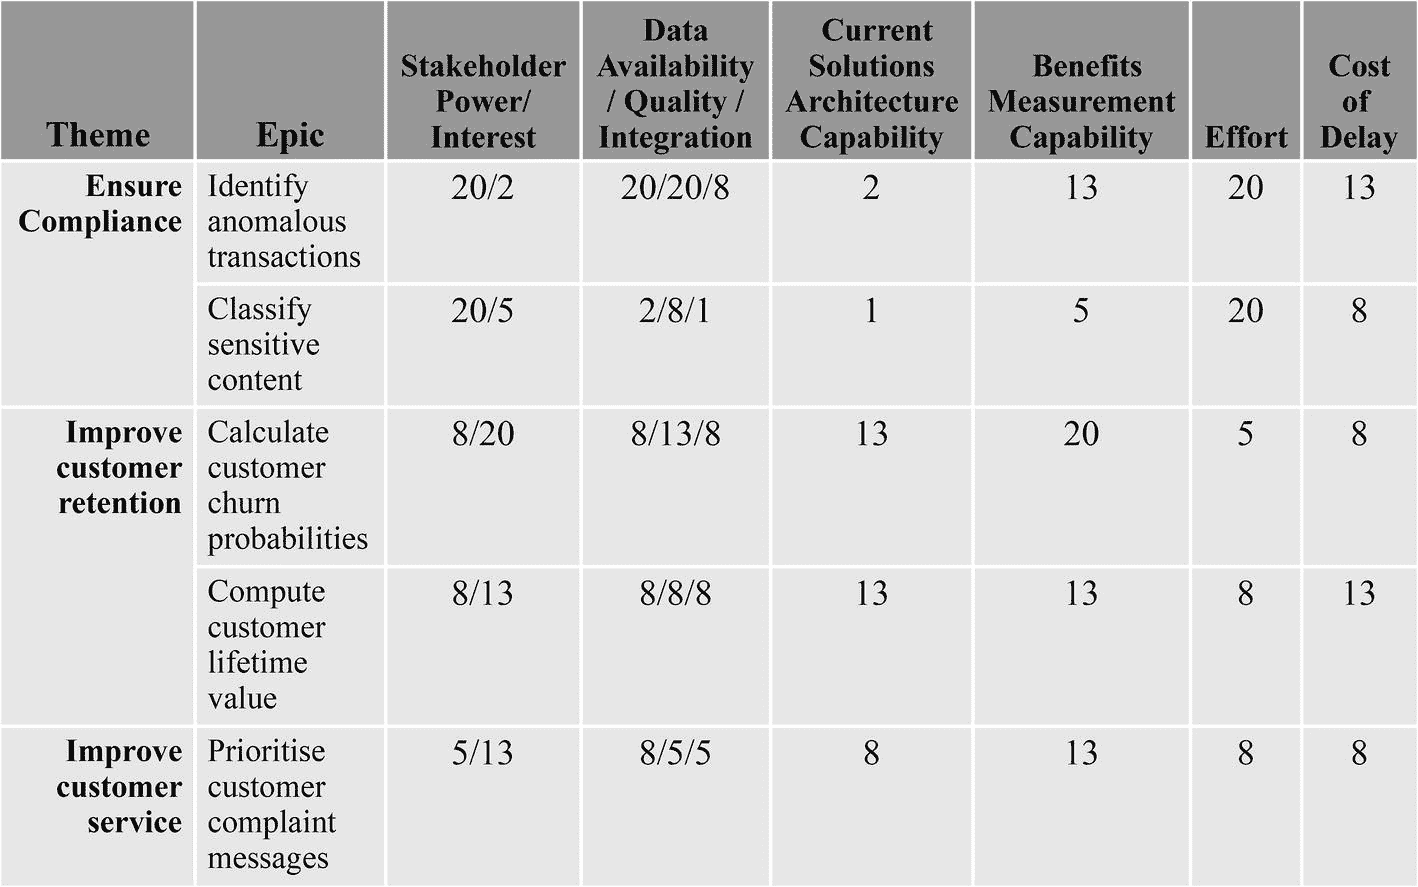 Theme
Epic
Stakeholder
Power/
Interest
Data
Availability
/ Quality /
Integration
Current
Solutions
Architecture
Capability
Benefits
Measurement
Capability
Effort
Cost
of
Delay
Ensure
Compliance
Identify
anomalous
transactions
20/2
20/20/8
2
13
20
13
Classify
sensitive
content
20/5
2/8/1
1
5
20
8
Improve
customer
retention
Calculate
customer
churn
probabilities
8/20
8/13/8
13
20
5
8
Compute
customer
lifetime
value
8/13
8/8/8
13
13
8
13
Improve
customer
service
Prioritise
customer
complaint
messages
5/13
8/5/5
8
13
8
8